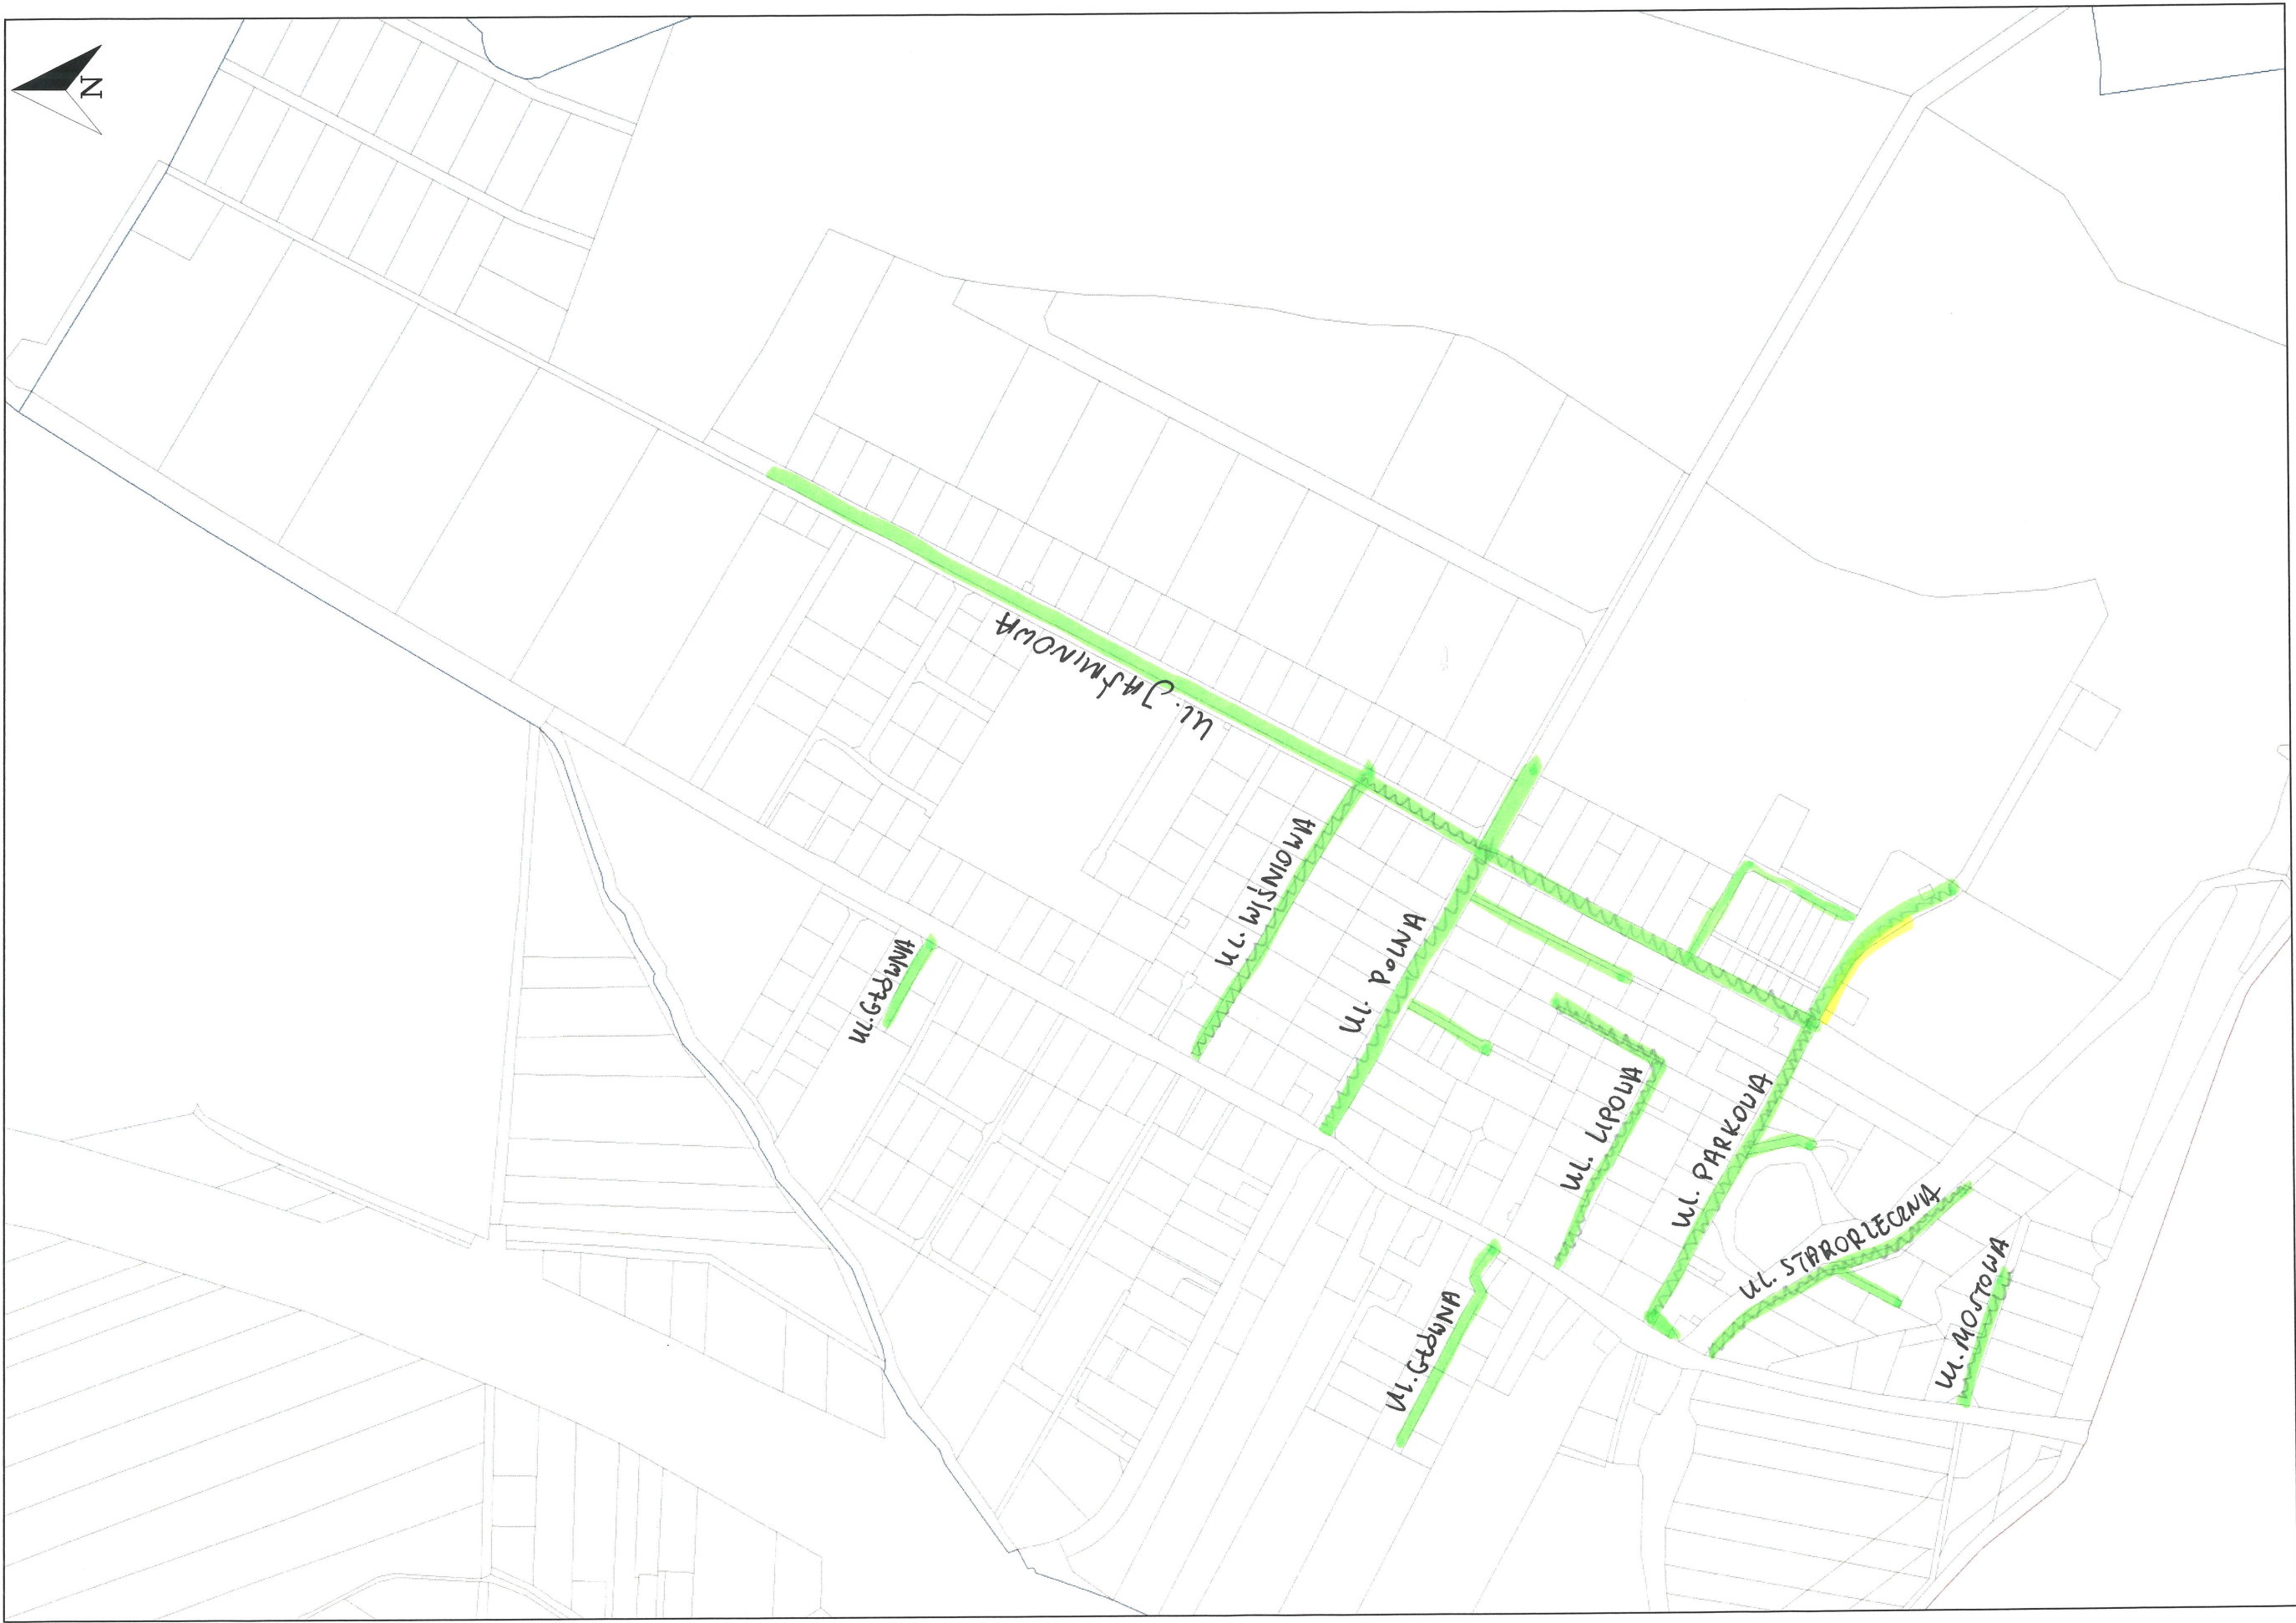 N
UL. JAŚMINOWA
UL. WIŚNIOWA
UL. POLNA
UL. GŁÓWNA
UL. LIPOWA
UL. PARKOWA
UL. STARORZECZNA
UL. MOSTOWA
UL. GŁÓWNA